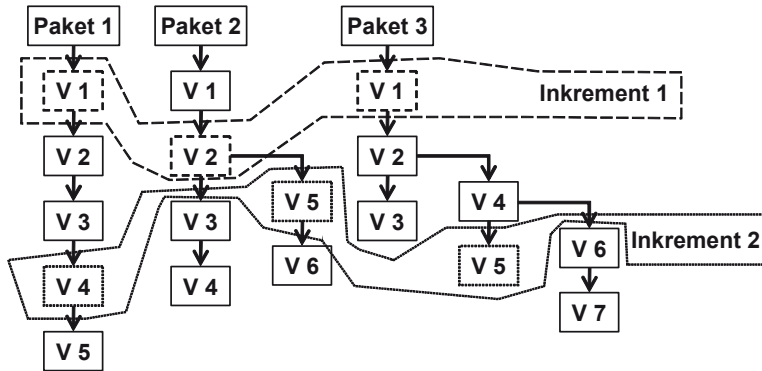 Paket 1 Paket 2 Paket 3
V 1 V 1 V 1 Inkrement 1
V 2 V 2 V 2
V 3 V 3 V 5 V 3 V 4
V 4 V 4 V 6 V 5 V 6 Inkrement 2
V 5 V 7